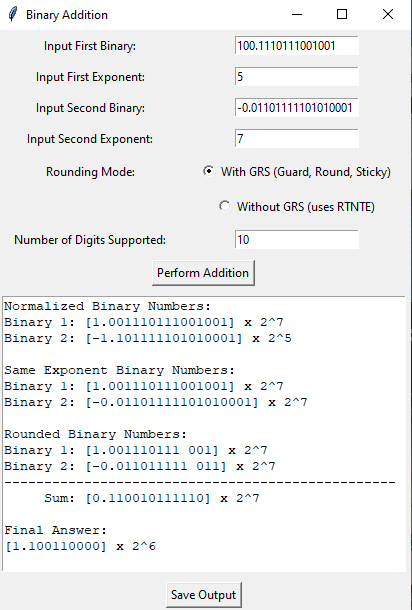 Binary Addition
Input First Binary: 100.1110111001001
Input First Exponent: 5
Input Second Binary: -0.01101111101010001
Input Second Exponent: 7
Rounding Mode: With GRS (Guard, Round, Sticky)
Without GRS (uses RTNTE)
Number of Digits Supported: 10
Perform Addition
Normalized Binary Numbers:
Binary 1: [1.001110111001001] x 2^7
Binary 2: [-1.101111101010001] x 2^5
Same Exponent Binary Numbers:
Binary 1: [1.001110111001001] x 2^7
Binary 2: [-0.01101111101010001] x 2^7
Rounded Binary Numbers:
Binary 1: [1.001110111 001] x 2^7
Binary 2: [-0.011011111 011] x 2^7
-------------------------------------------------
Sum: [0.110010111110] x 2^7
Final Answer:
[1.100110000] x 2^6
Save Output